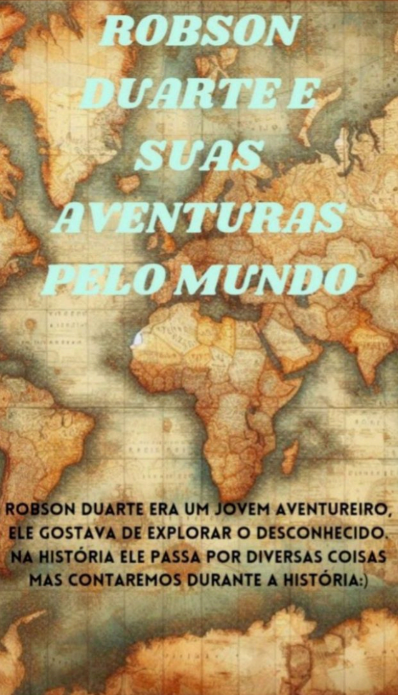 ROBSON
DUARTE E
SUAS
AVENTURAS
PELO MUNDO
ROBSON DUARTE ERA UM JOVEM AVENTUREIRO,
ELE GOSTAVA DE EXPLORAR O DESCONHECIDO.
NA HISTÓRIA ELE PASSA POR DIVERSAS COISAS
MAS CONTAREMOS DURANTE A HISTÓRIA:)